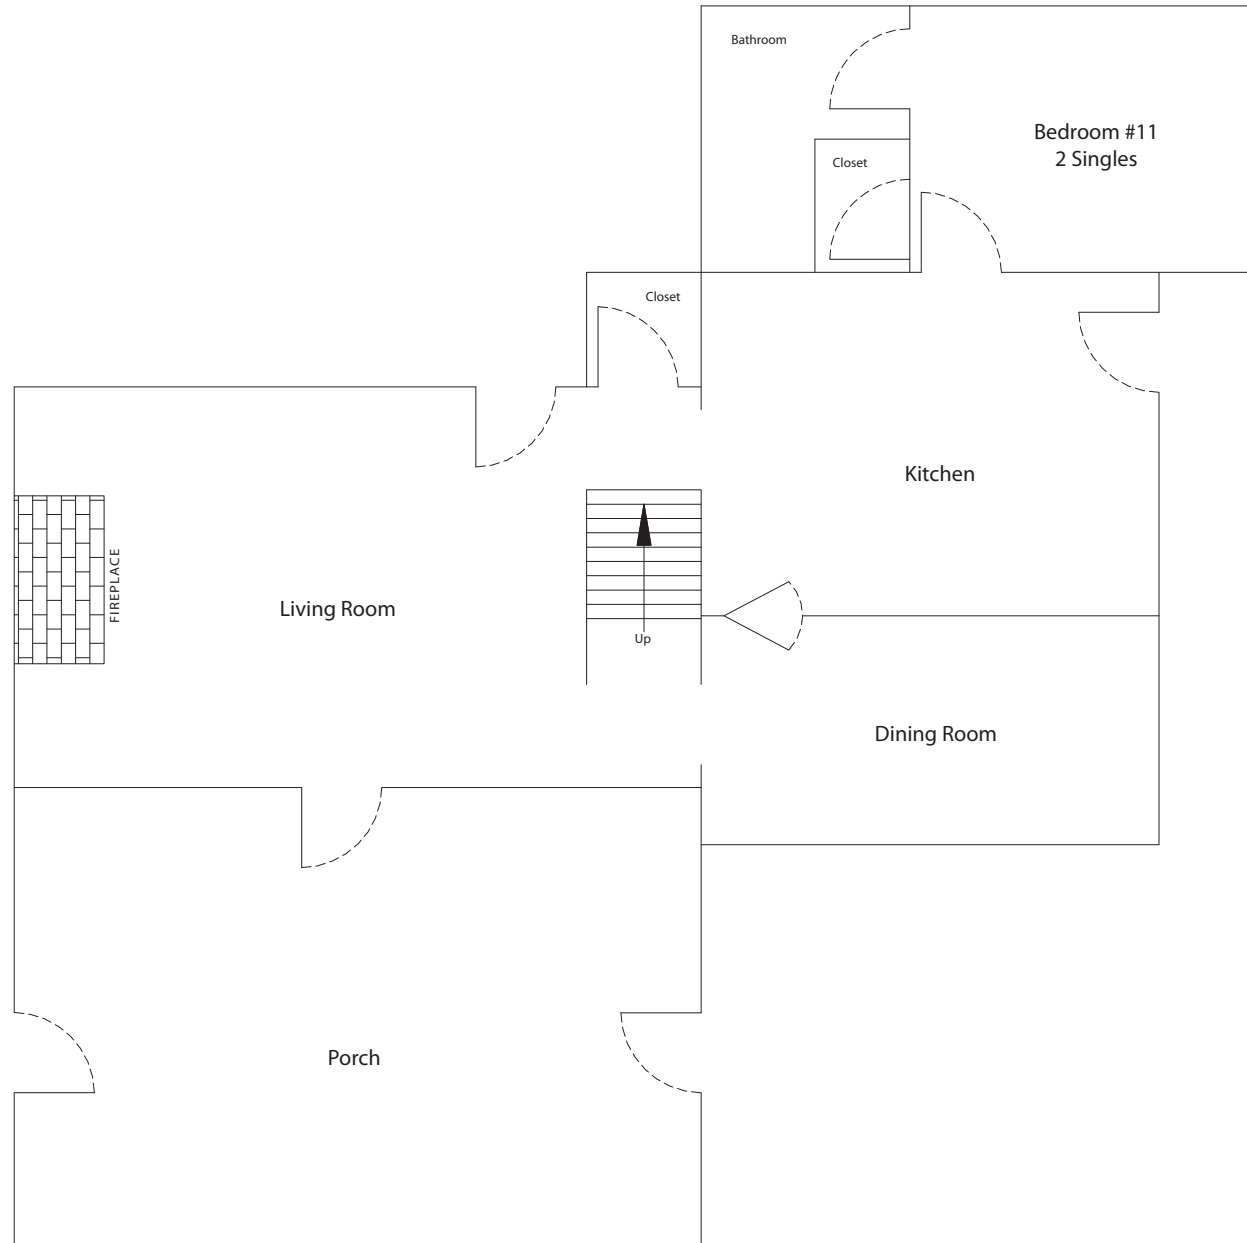 Bathroom
Bedroom #11
2 Singles
Closet
Closet
Kitchen
FIREPLACE
Living Room
Up
Dining Room
Porch